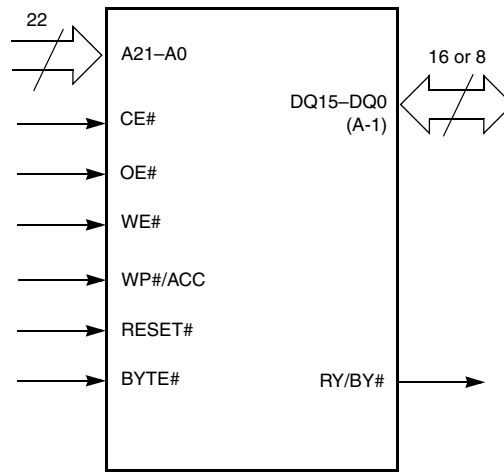 22
A21–A0
16 or 8
DQ15–DQ0
(A-1)
CE#
OE#
WE#
WP#/ACC
RESET#
BYTE#
RY/BY#